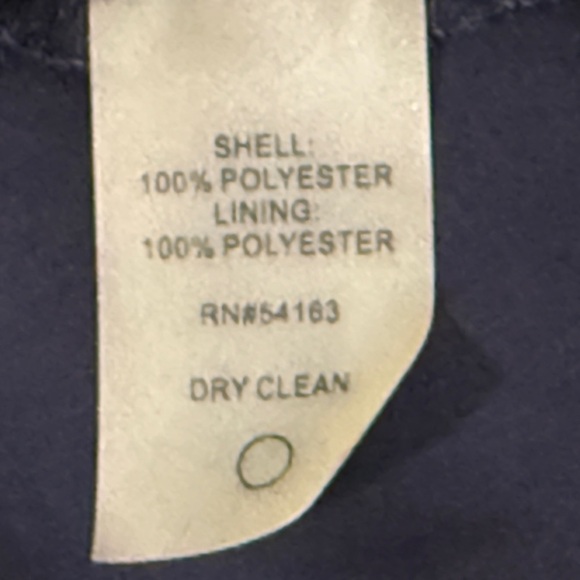 SHELL:
100% POLYESTER
LINING:
100% POLYESTER
RN#54163
DRY CLEAN